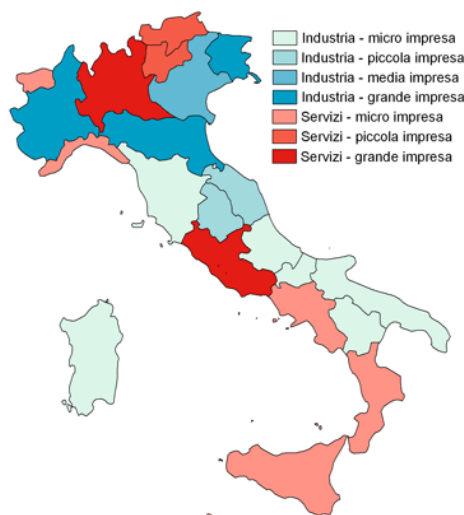 Industria - micro impresa
Industria - piccola impresa
Industria - media impresa
Industria - grande impresa
Servizi - micro impresa
Servizi - piccola impresa
Servizi - grande impresa